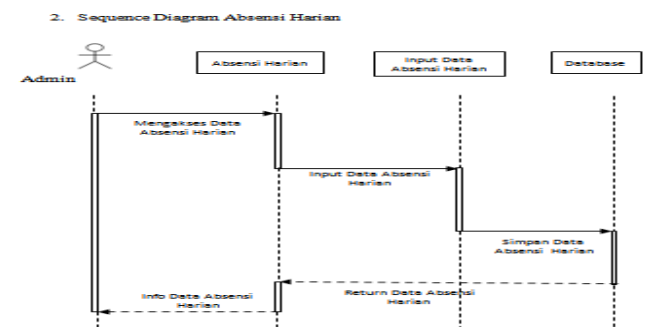 2. Sequence Diagram Absensi Harian
Admin
Absensi Harian
Input Data
Absensi Harian
Database
Mengakses Data
Absensi Harian
Input Data Absensi
Harian
Simpan Data
Absensi Harian
Return Data Absensi
Harian
Info Data Absensi
Harian